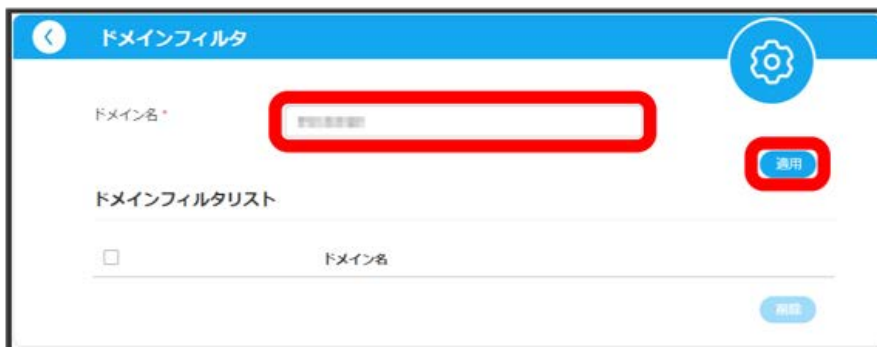 ドメインフィルタ
ドメイン名 *
適用
ドメインフィルタリスト
ドメイン名
削除